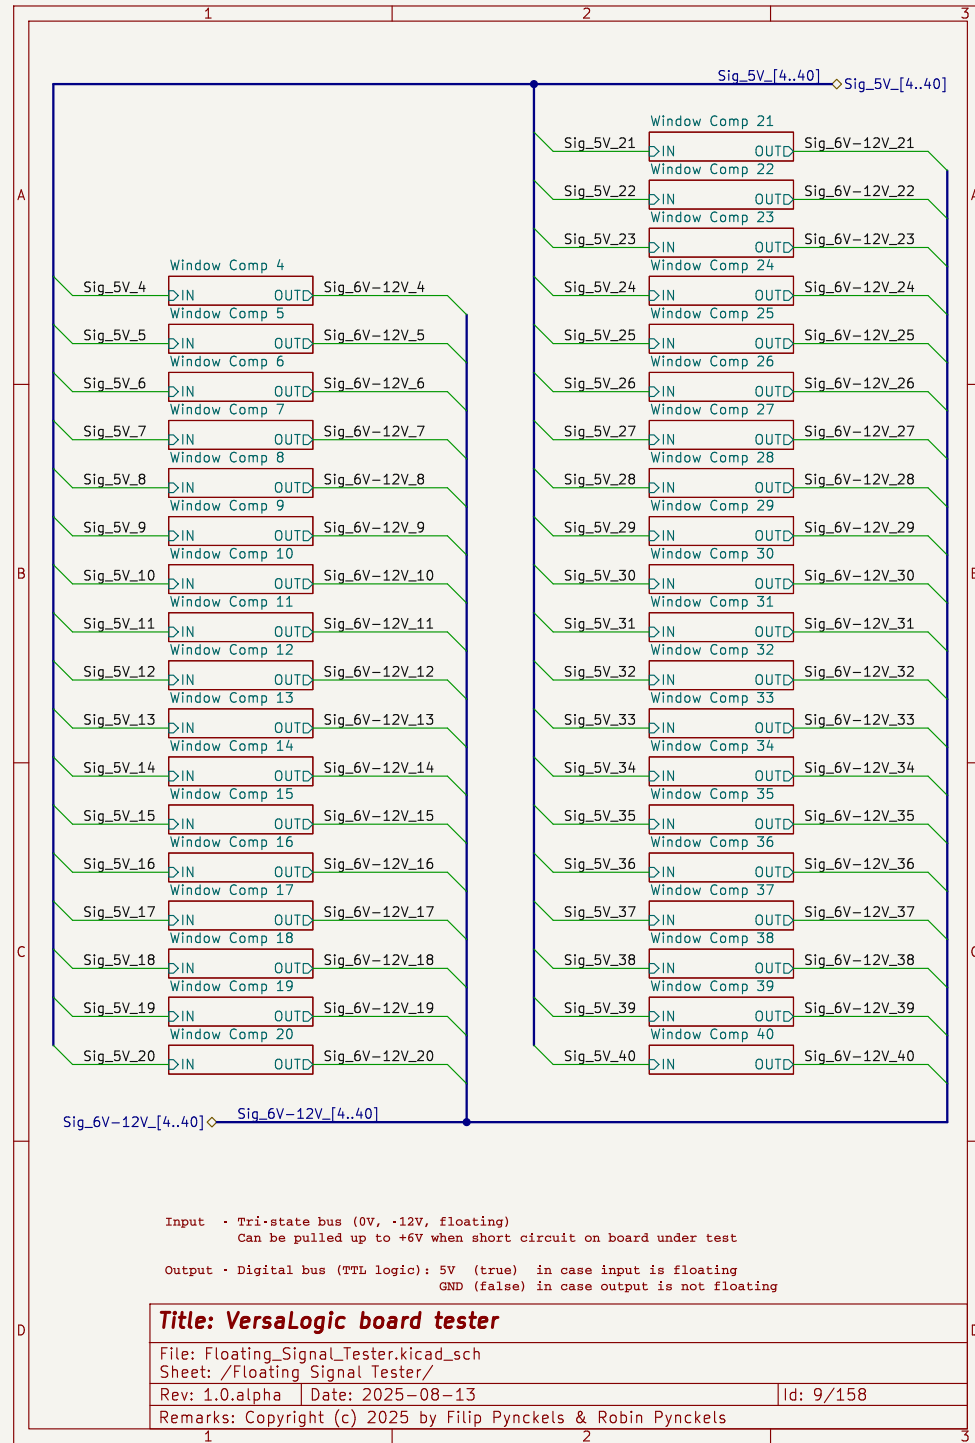 1 2 3
Sig_5V_[4..40] Sig_5V_[4..40]
Window Comp 21
Sig_5V_21 IN OUT Sig_6V-12V_21
Window Comp 22
A
Sig_5V_22 IN OUT Sig_6V-12V_22
Window Comp 23
Sig_5V_23 IN OUT Sig_6V-12V_23
Window Comp 4 Window Comp 24
Sig_5V_4 IN OUT Sig_6V-12V_4 Sig_5V_24 IN OUT Sig_6V-12V_24
Window Comp 5 Window Comp 25
Sig_5V_5 IN OUT Sig_6V-12V_5 Sig_5V_25 IN OUT Sig_6V-12V_25
Window Comp 6 Window Comp 26
Sig_5V_6 IN OUT Sig_6V-12V_6 Sig_5V_26 IN OUT Sig_6V-12V_26
Window Comp 7 Window Comp 27
Sig_5V_7 IN OUT Sig_6V-12V_7 Sig_5V_27 IN OUT Sig_6V-12V_27
Window Comp 8 Window Comp 28
Sig_5V_8 IN OUT Sig_6V-12V_8 Sig_5V_28 IN OUT Sig_6V-12V_28
Window Comp 9 Window Comp 29
Sig_5V_9 IN OUT Sig_6V-12V_9 Sig_5V_29 IN OUT Sig_6V-12V_29
Window Comp 10 Window Comp 30
B Sig_5V_10 IN OUT Sig_6V-12V_10 Sig_5V_30 IN OUT Sig_6V-12V_30
Window Comp 11 Window Comp 31
Sig_5V_11 IN OUT Sig_6V-12V_11 Sig_5V_31 IN OUT Sig_6V-12V_31
Window Comp 12 Window Comp 32
Sig_5V_12 IN OUT Sig_6V-12V_12 Sig_5V_32 IN OUT Sig_6V-12V_32
Window Comp 13 Window Comp 33
Sig_5V_13 IN OUT Sig_6V-12V_13 Sig_5V_33 IN OUT Sig_6V-12V_33
Window Comp 14 Window Comp 34
Sig_5V_14 IN OUT Sig_6V-12V_14 Sig_5V_34 IN OUT Sig_6V-12V_34
Window Comp 15 Window Comp 35
Sig_5V_15 IN OUT Sig_6V-12V_15 Sig_5V_35 IN OUT Sig_6V-12V_35
Window Comp 16 Window Comp 36
Sig_5V_16 IN OUT Sig_6V-12V_16 Sig_5V_36 IN OUT Sig_6V-12V_36
Window Comp 17 Window Comp 37
Sig_5V_17 IN OUT Sig_6V-12V_17 Sig_5V_37 IN OUT Sig_6V-12V_37
Window Comp 18 Window Comp 38
C Sig_5V_18 IN OUT Sig_6V-12V_18 Sig_5V_38 IN OUT Sig_6V-12V_38
Window Comp 19 Window Comp 39
Sig_5V_19 IN OUT Sig_6V-12V_19 Sig_5V_39 IN OUT Sig_6V-12V_39
Window Comp 20 Window Comp 40
Sig_5V_20 IN OUT Sig_6V-12V_20 Sig_5V_40 IN OUT Sig_6V-12V_40
Sig_6V-12V_[4..40] Sig_6V-12V_[4..40]
Input - Tri-state bus (0V, -12V, floating)
Can be pulled up to +6V when short circuit on board under test
Output - Digital bus (TTL logic): 5V (true) in case input is floating
GND (false) in case output is not floating
D
Title: VersaLogic board tester
File: Floating_Signal_Tester.kicad_sch
Sheet: /Floating Signal Tester/
Rev: 1.0.alpha Date: 2025-08-13 Id: 9/158
Remarks: Copyright (c) 2025 by Filip Pynckels & Robin Pynckels
1 2 3